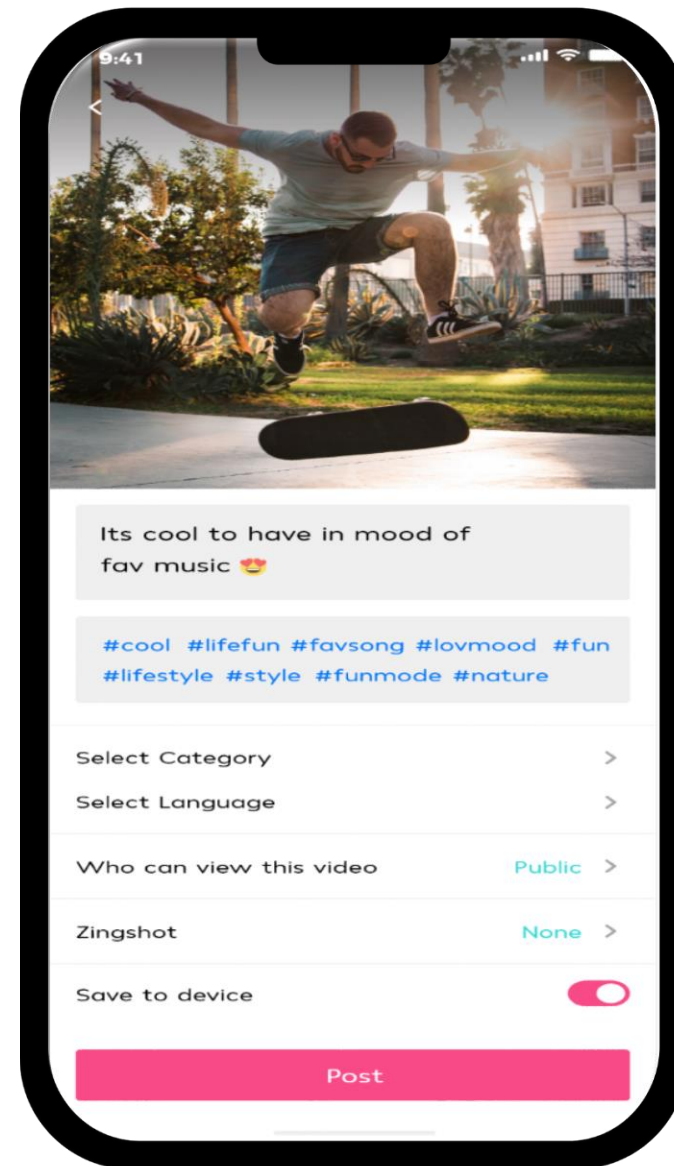 9:41
Its cool to have in mood of
fav music 😍
#cool #lifefun #favsong #lovmood #fun
#lifestyle #style #funmode #nature
Select Category >
Select Language >
Who can view this video Public >
Zingshot None >
Save to device
Post